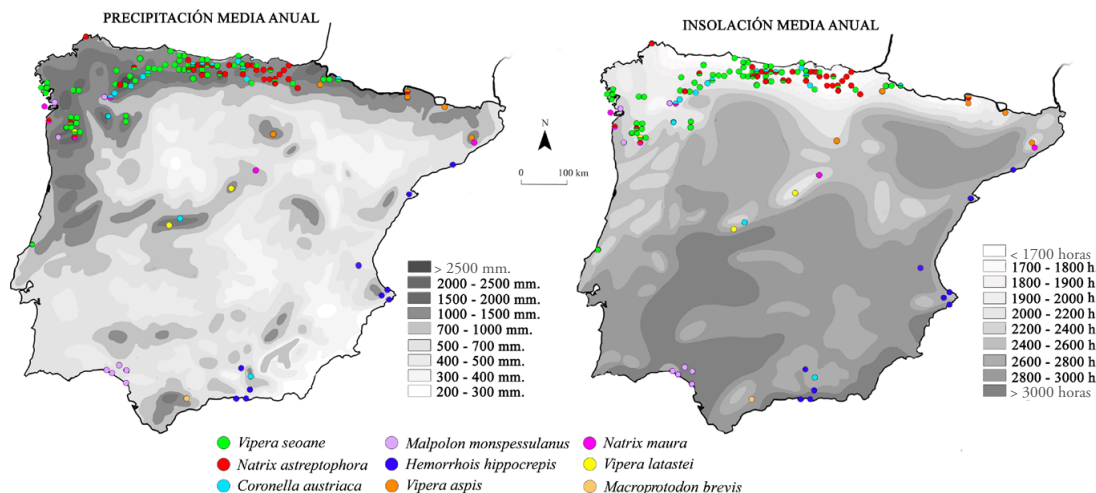 PRECIPITACIÓN MEDIA ANUAL
INSOLACIÓN MEDIA ANUAL
N
0 100 km
> 2500 mm.
2000 - 2500 mm.
1500 - 2000 mm.
1000 - 1500 mm.
700 - 1000 mm.
500 - 700 mm.
400 - 500 mm.
300 - 400 mm.
200 - 300 mm.
< 1700 horas
1700 - 1800 h
1800 - 1900 h
1900 - 2000 h
2000 - 2200 h
2200 - 2400 h
2400 - 2600 h
2600 - 2800 h
2800 - 3000 h
> 3000 horas
Vipera seoane
Natrix astreptophora
Coronella austriaca
Malpolon monspessulanus
Hemorrhois hippocrepis
Vipera aspis
Natrix maura
Vipera latastei
Macroprotodon brevis